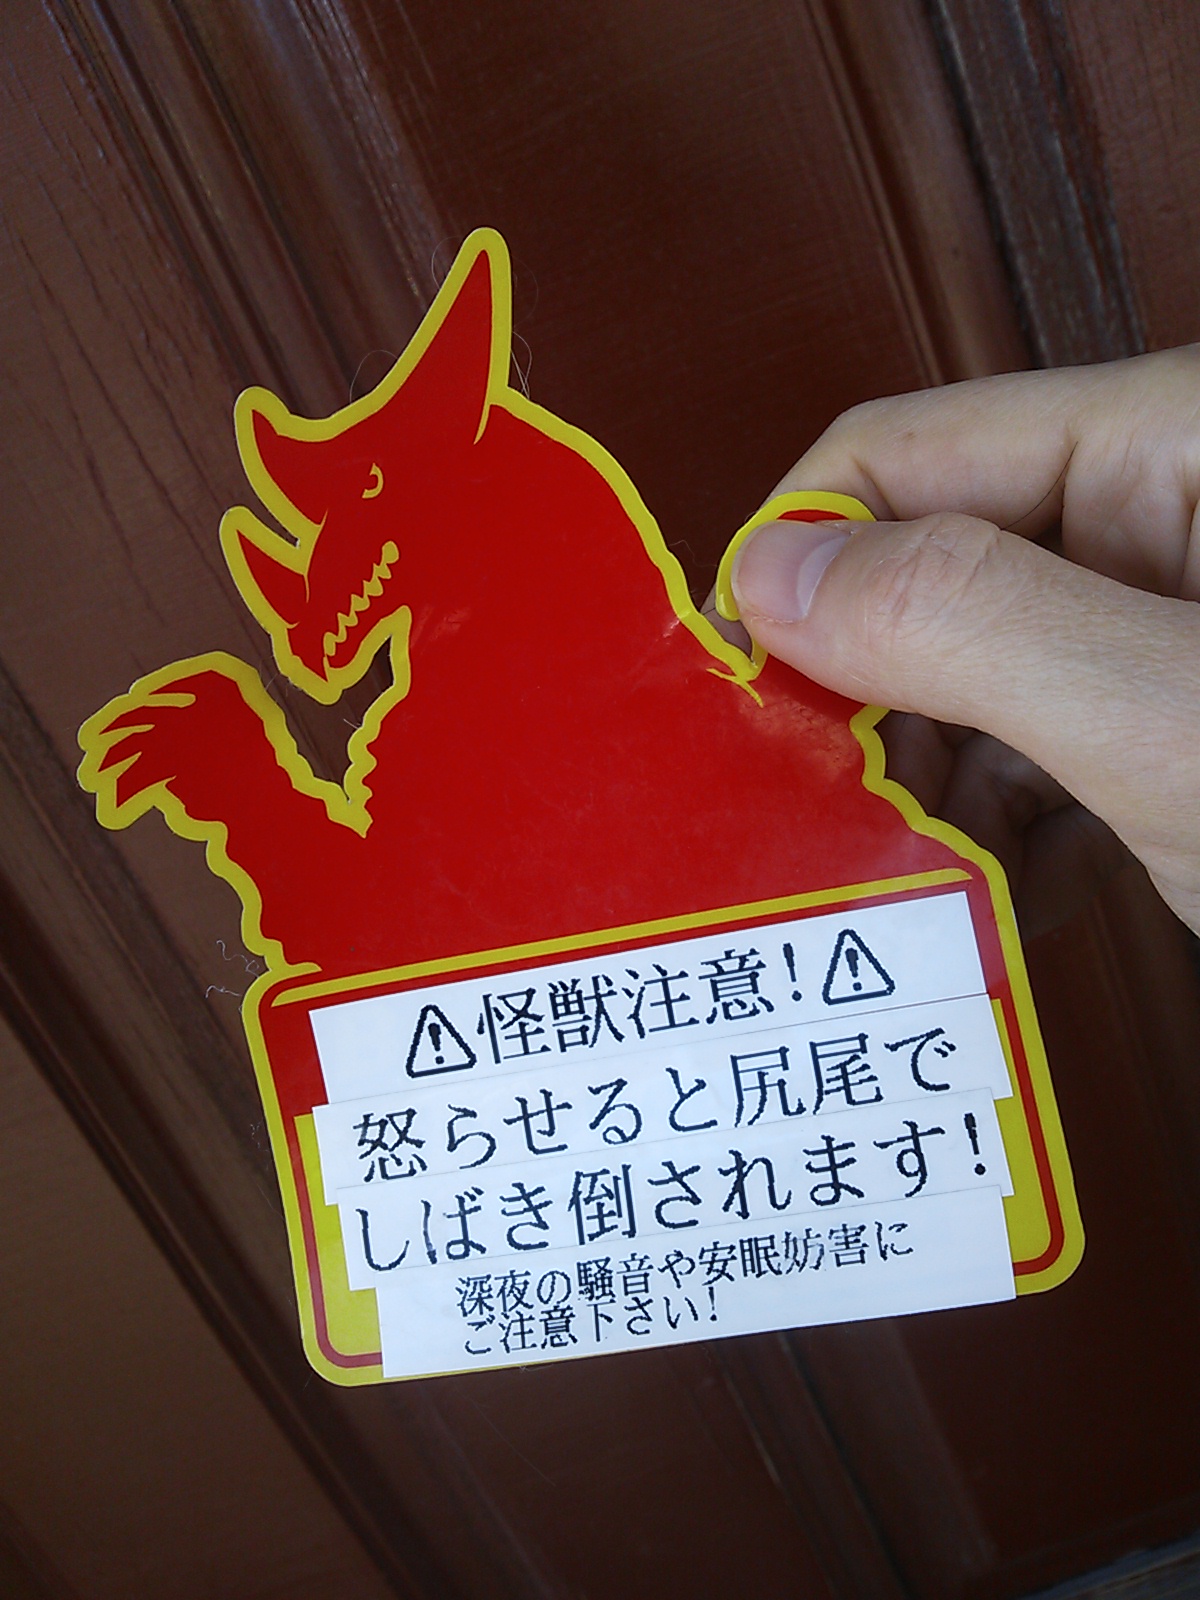 ⚠怪獣注意!⚠
怒らせると尻尾で
しばき倒されます!
深夜の騒音や安眠妨害に
ご注意下さい!